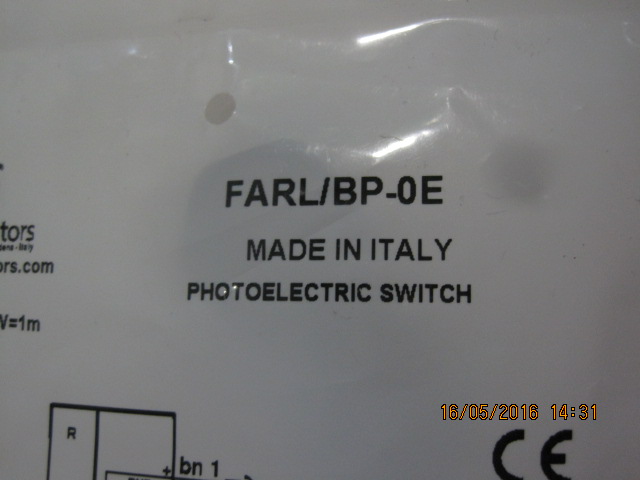 FARL/BP-0E
tors
MADE IN ITALY
ors.com
PHOTOELECTRIC SWITCH
V=1m
R
+ bn 1
16/05/2016 14:31
CE